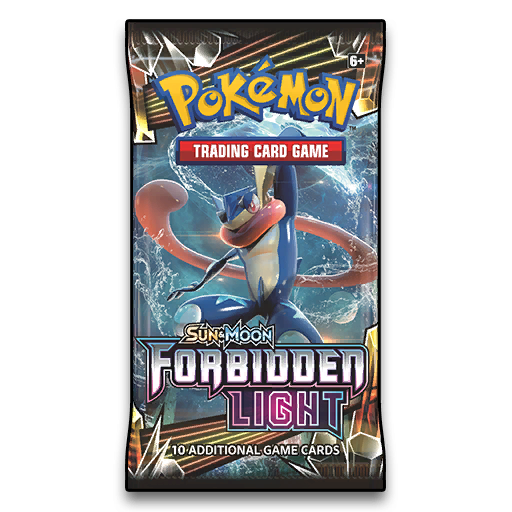 6+
POKéMON
TRADING CARD GAME
SUN & MOON
FORBIDDEN
LIGHT
10 ADDITIONAL GAME CARDS